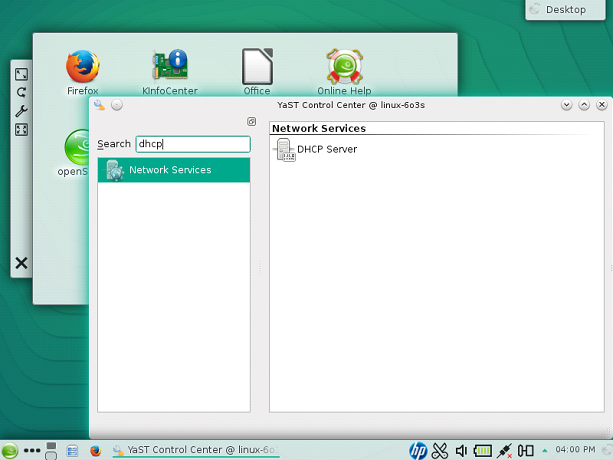 Desktop
Firefox
KInfoCenter
Office
Online Help
openS
YaST Control Center @ linux-6o3s
Search dhcp
Network Services
Network Services
DHCP Server
YaST Control Center @ linux-6o
04:00 PM